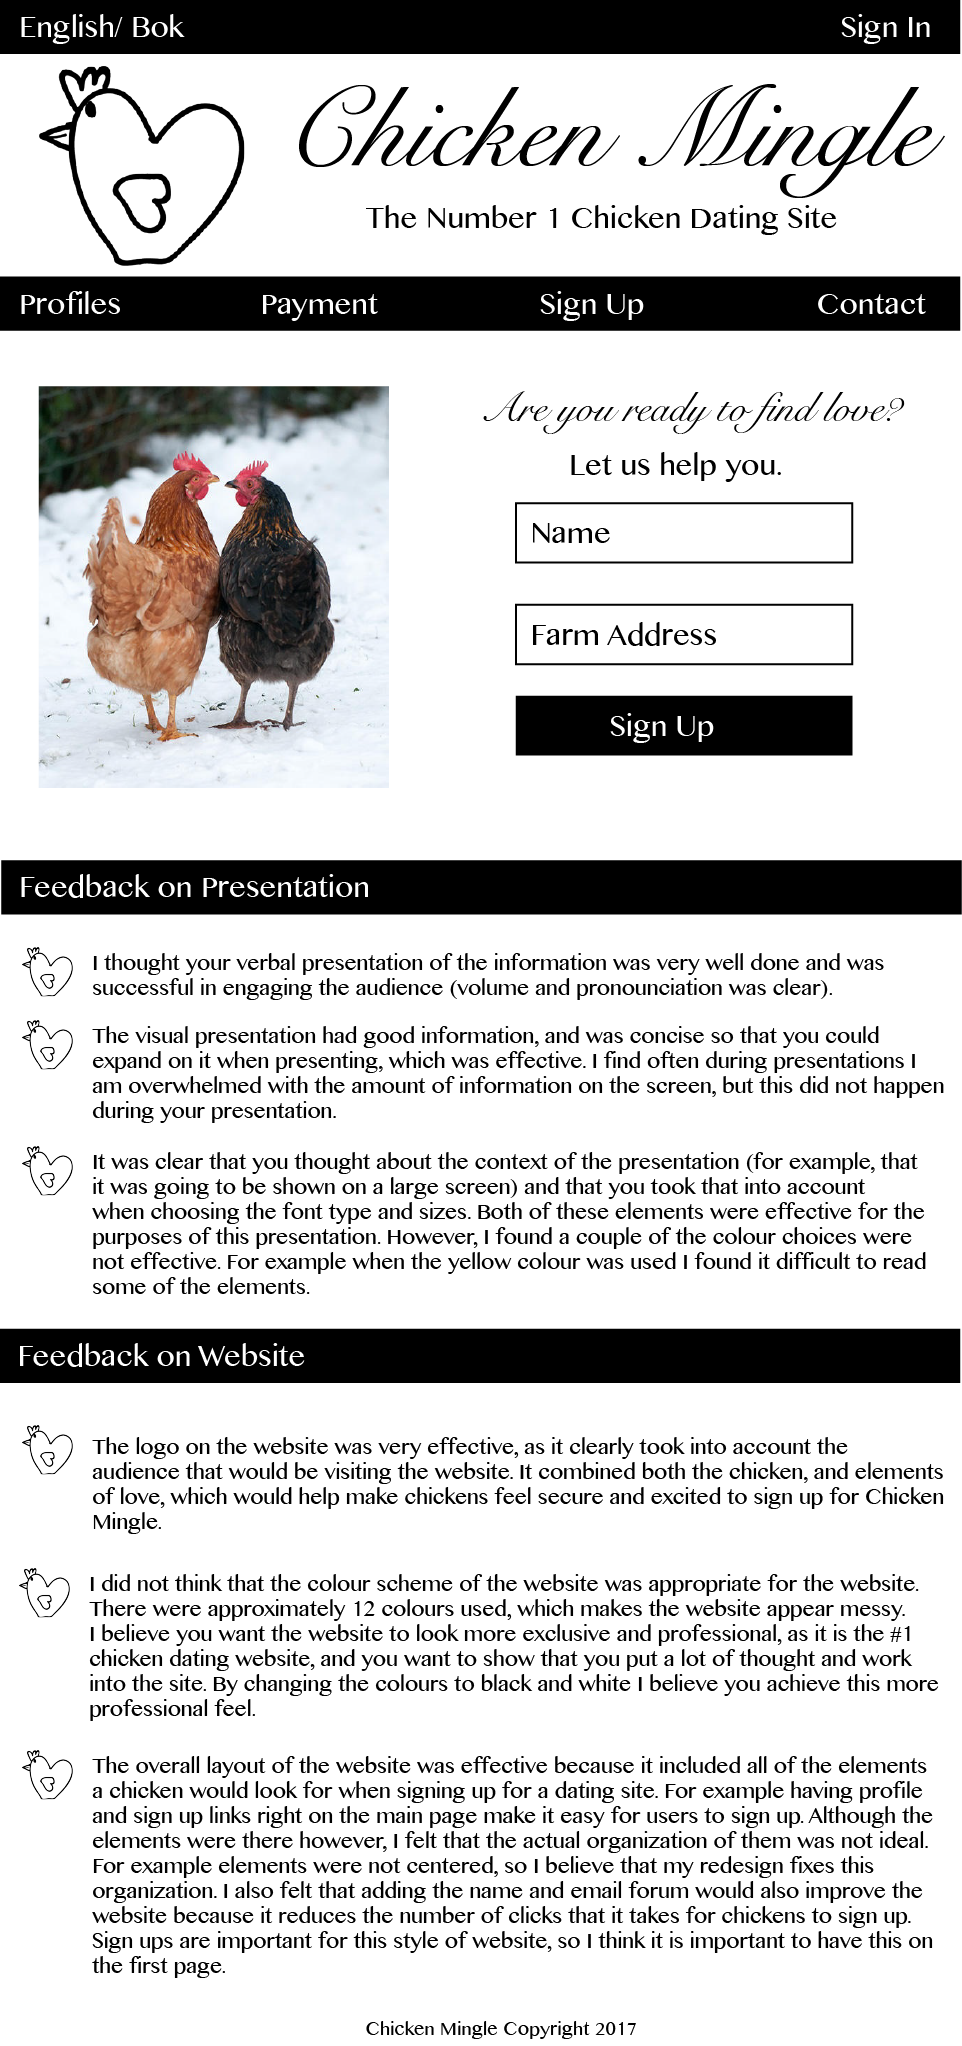 English/ Bok
Sign In
Chicken Mingle
The Number 1 Chicken Dating Site
Profiles
Payment
Sign Up
Contact
Are you ready to find love?
Let us help you.
Name
Farm Address
Sign Up
Feedback on Presentation
I thought your verbal presentation of the information was very well done and was
successful in engaging the audience (volume and pronounciation was clear).
The visual presentation had good information, and was concise so that you could
expand on it when presenting, which was effective. I find often during presentations I
am overwhelmed with the amount of information on the screen, but this did not happen
during your presentation.
It was clear that you thought about the context of the presentation (for example, that
it was going to be shown on a large screen) and that you took that into account
when choosing the font type and sizes. Both of these elements were effective for the
purposes of this presentation. However, I found a couple of the colour choices were
not effective. For example when the yellow colour was used I found it difficult to read
some of the elements.
Feedback on Website
The logo on the website was very effective, as it clearly took into account the
audience that would be visiting the website. It combined both the chicken, and elements
of love, which would help make chickens feel secure and excited to sign up for Chicken
Mingle.
I did not think that the colour scheme of the website was appropriate for the website.
There were approximately 12 colours used, which makes the website appear messy.
I believe you want the website to look more exclusive and professional, as it is the #1
chicken dating website, and you want to show that you put a lot of thought and work
into the site. By changing the colours to black and white I believe you achieve this more
professional feel.
The overall layout of the website was effective because it included all of the elements
a chicken would look for when signing up for a dating site. For example having profile
and sign up links right on the main page make it easy for users to sign up. Although the
elements were there however, I felt that the actual organization of them was not ideal.
For example elements were not centered, so I believe that my redesign fixes this
organization. I also felt that adding the name and email forum would also improve the
website because it reduces the number of clicks that it takes for chickens to sign up.
Sign ups are important for this style of website, so I think it is important to have this on
the first page.
Chicken Mingle Copyright 2017